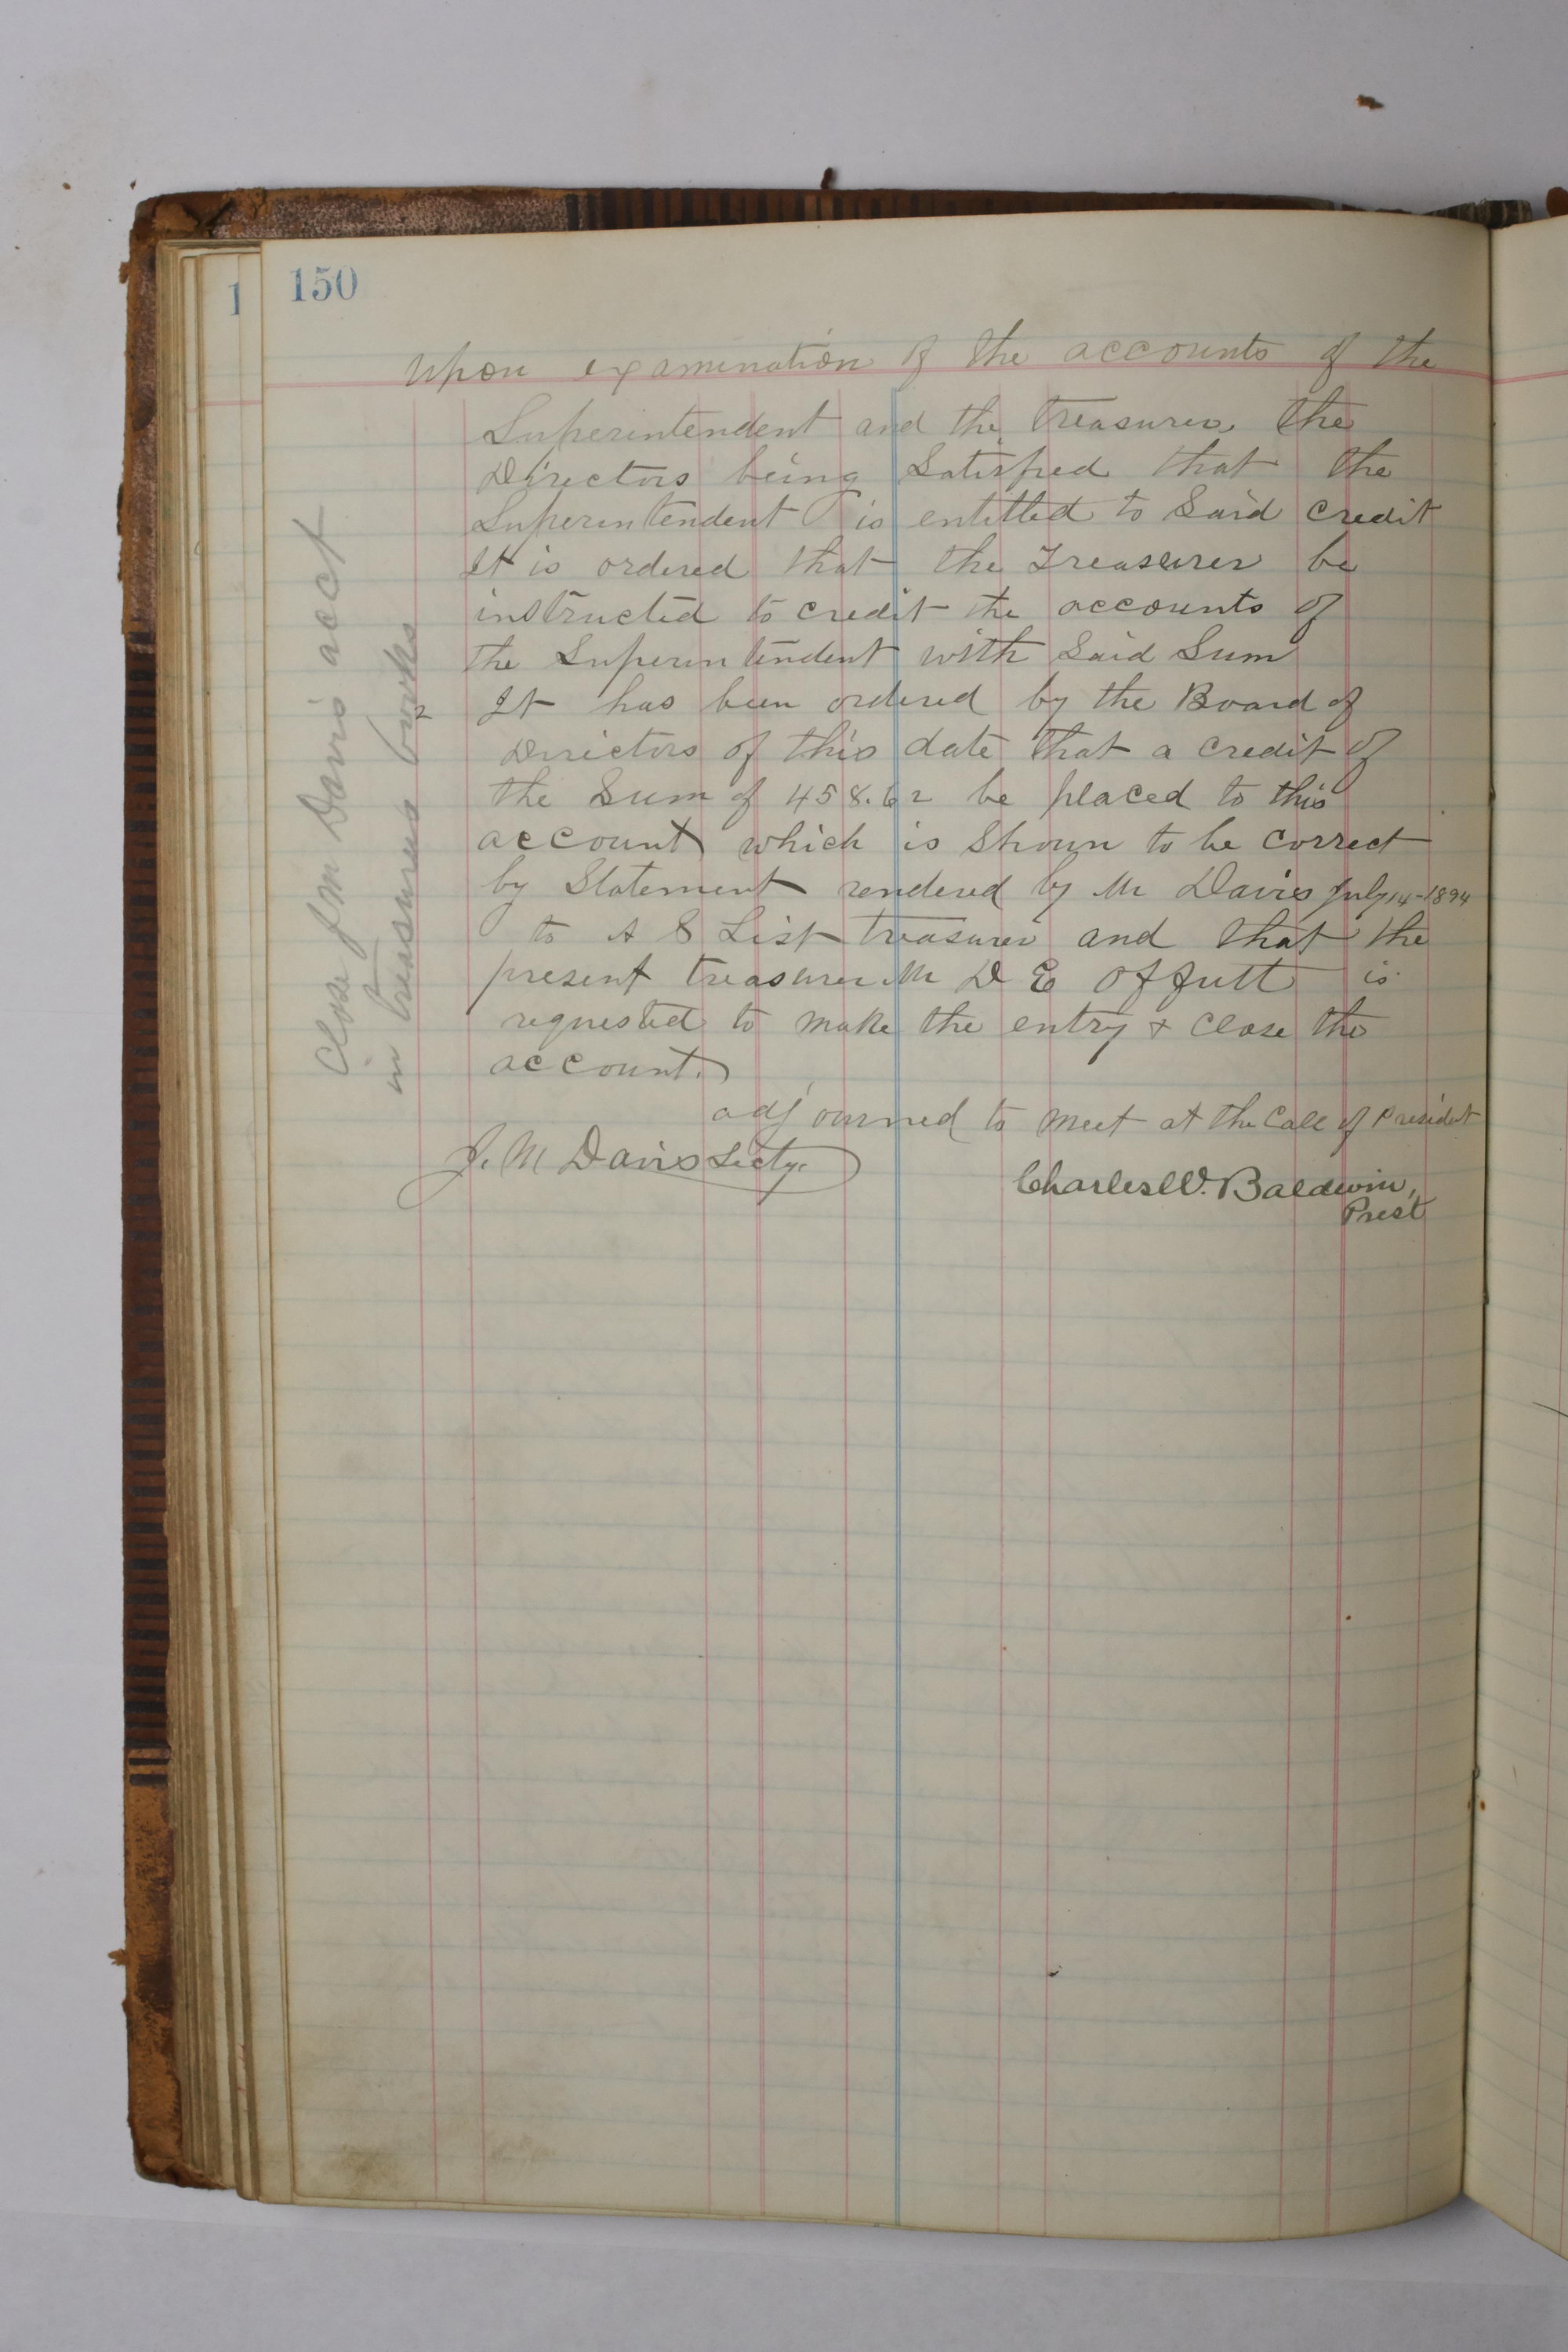 150
1
Upon examination of the accounts of the
Superintendent and the treasurer the
Directors being Satisfied that the
Superintendent is entitled to Said credit
It is ordered that the Treasurer be
instructed to credit the accounts of
the Superintendent with Said Sum
It has been ordered by the Board of
Directors of this date that a credit of
the Sum of 458.62 be placed to this
account which is Shown to be correct
by Statement rendered by Mr Davis July 14-1894
to A S List treasurer and that the
present treasurer Mr D E Offutt is
requested to make the entry & close the
account.
adjourned to meet at the Call of President
J. M Davis Secty.
Charles W. Baldwin,
Prest
Close J M Davis acct
in treasurers books